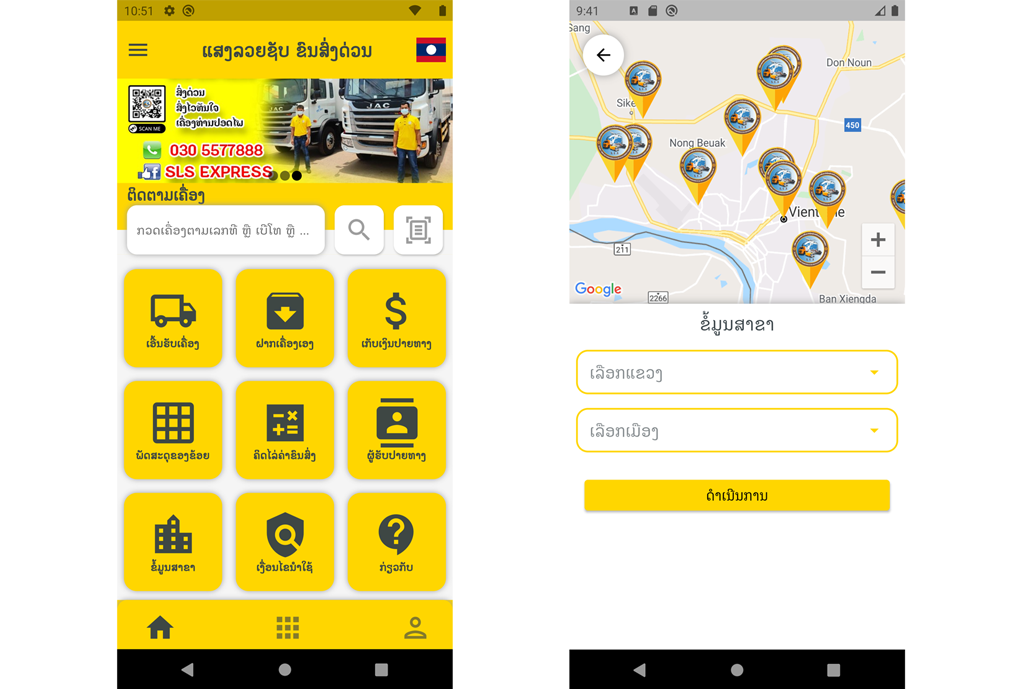 10:51
ແສງລວຍຊັບ ຂົນສົ່ງດ່ວນ
SCAN ME
ສົ່ງດ່ວນ
ສົ່ງໄວທັນໃຈ
ເຄື່ອງທ່ານປອດໄພ
030 5577888
SLS EXPRESS
JAC
JAC
ຕິດຕາມເຄື່ອງ
ກວດເຄື່ອງຕາມເລກທີ ຫຼື ເບີໂທ ຫຼື ...
ເອີ້ນຮັບເຄື່ອງ
ຝາກເຄື່ອງເອງ
ເກັບເງິນປາຍທາງ
ພັດສະດຸຂອງຂ້ອຍ
ຄິດໄລ່ຄ່າຂົນສົ່ງ
ຜູ້ຮັບປາຍທາງ
ຂໍ້ມູນສາຂາ
ເງື່ອນໄຂນຳໃຊ້
ກ່ຽວກັບ
9:41
Sang
Don Noun
Sike
450
Nong Beuak
211
Google
2266
Ban Xiengda
ຂໍ້ມູນສາຂາ
ເລືອກແຂວງ
ເລືອກເມືອງ
ດຳເນີນການ